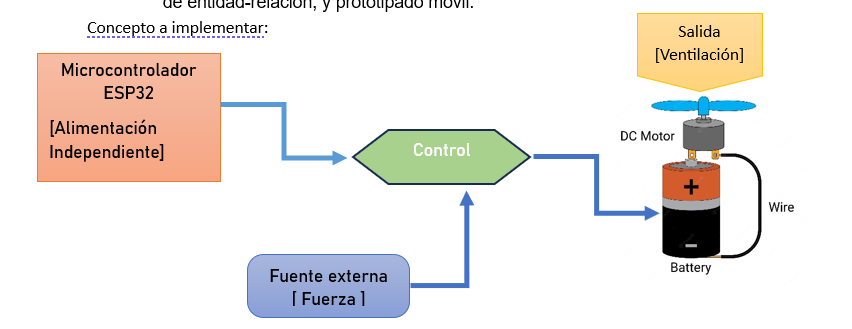 de entidad-relación, y prototipado móvil.
Concepto a implementar:
Microcontrolador
ESP32
[Alimentación
Independiente]
Control
Fuente externa
[ Fuerza ]
Salida
[Ventilación]
DC Motor
+
Wire
–
Battery